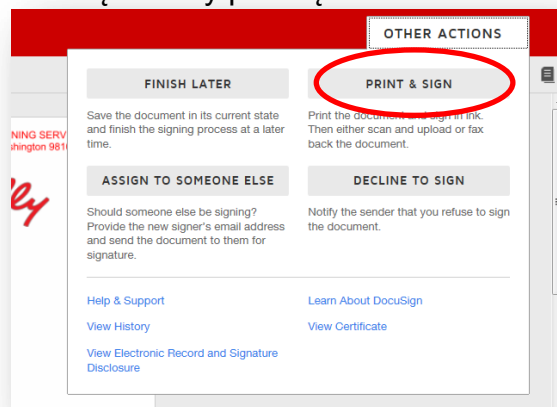 OTHER ACTIONS
FINISH LATER
Save the document in its current state
and finish the signing process at a later
time.
PRINT & SIGN
Print the document and sign in ink.
Then either scan and upload or fax
back the document.
NING SERV
shington 981
ASSIGN TO SOMEONE ELSE
Should someone else be signing?
Provide the new signer's email address
and send the document to them for
signature.
DECLINE TO SIGN
Notify the sender that you refuse to sign
the document.
Help & Support
Learn About DocuSign
View History
View Certificate
View Electronic Record and Signature
Disclosure